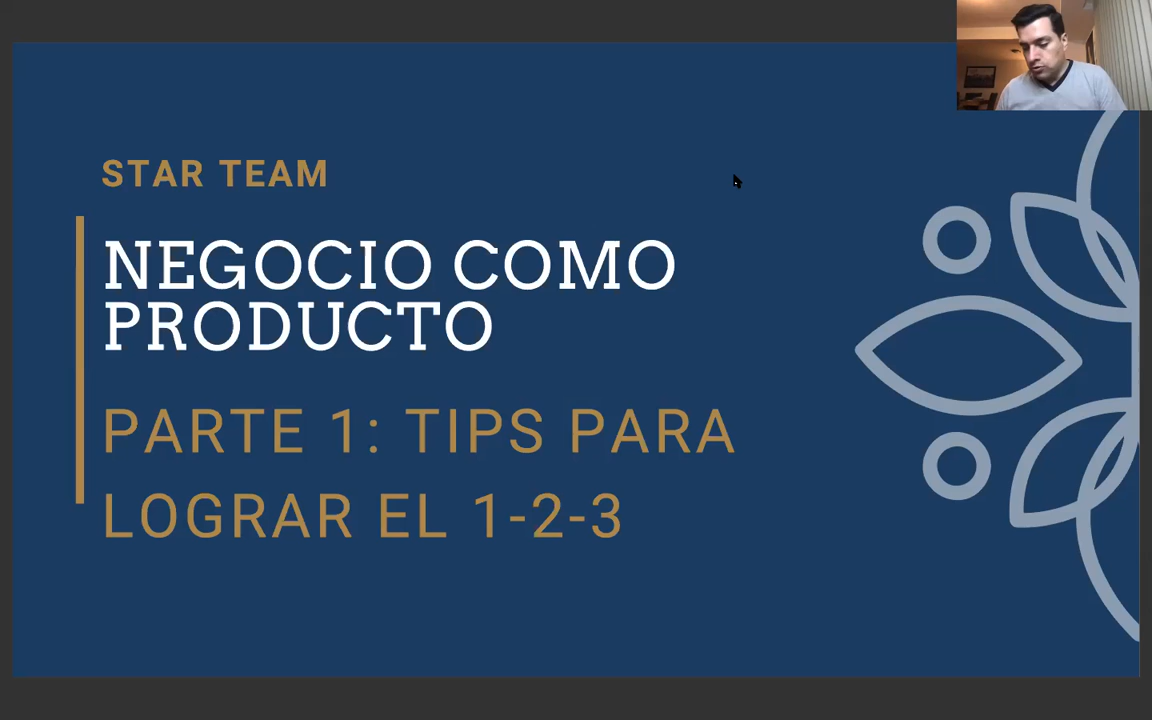 STAR TEAM
NEGOCIO COMO
PRODUCTO
PARTE 1: TIPS PARA
LOGRAR EL 1-2-3